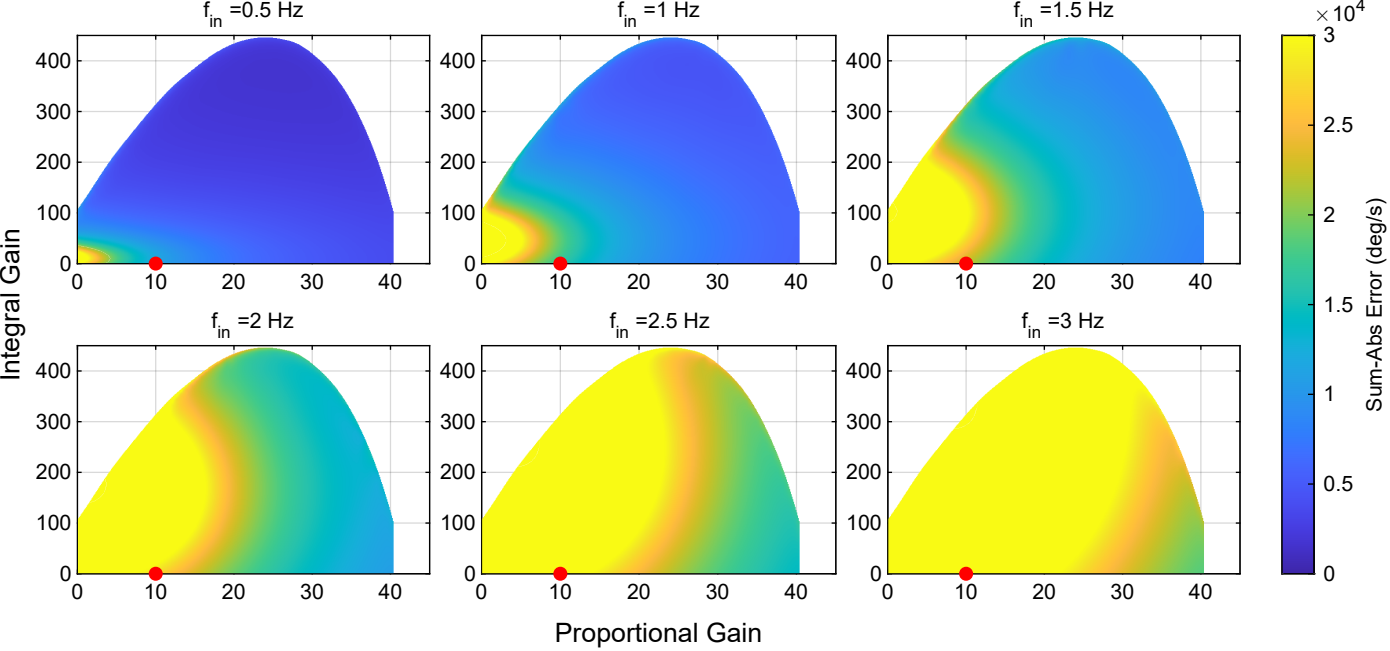 f_in =0.5 Hz
f_in =1 Hz
f_in =1.5 Hz
×10^4
400
300
200
100
0
0 10 20 30 40
400
300
200
100
0
0 10 20 30 40
400
300
200
100
0
0 10 20 30 40
f_in =2 Hz
f_in =2.5 Hz
f_in =3 Hz
400
300
200
100
0
0 10 20 30 40
400
300
200
100
0
0 10 20 30 40
400
300
200
100
0
0 10 20 30 40
Integral Gain
Proportional Gain
3
2.5
2
1.5
1
0.5
0
Sum-Abs Error (deg/s)